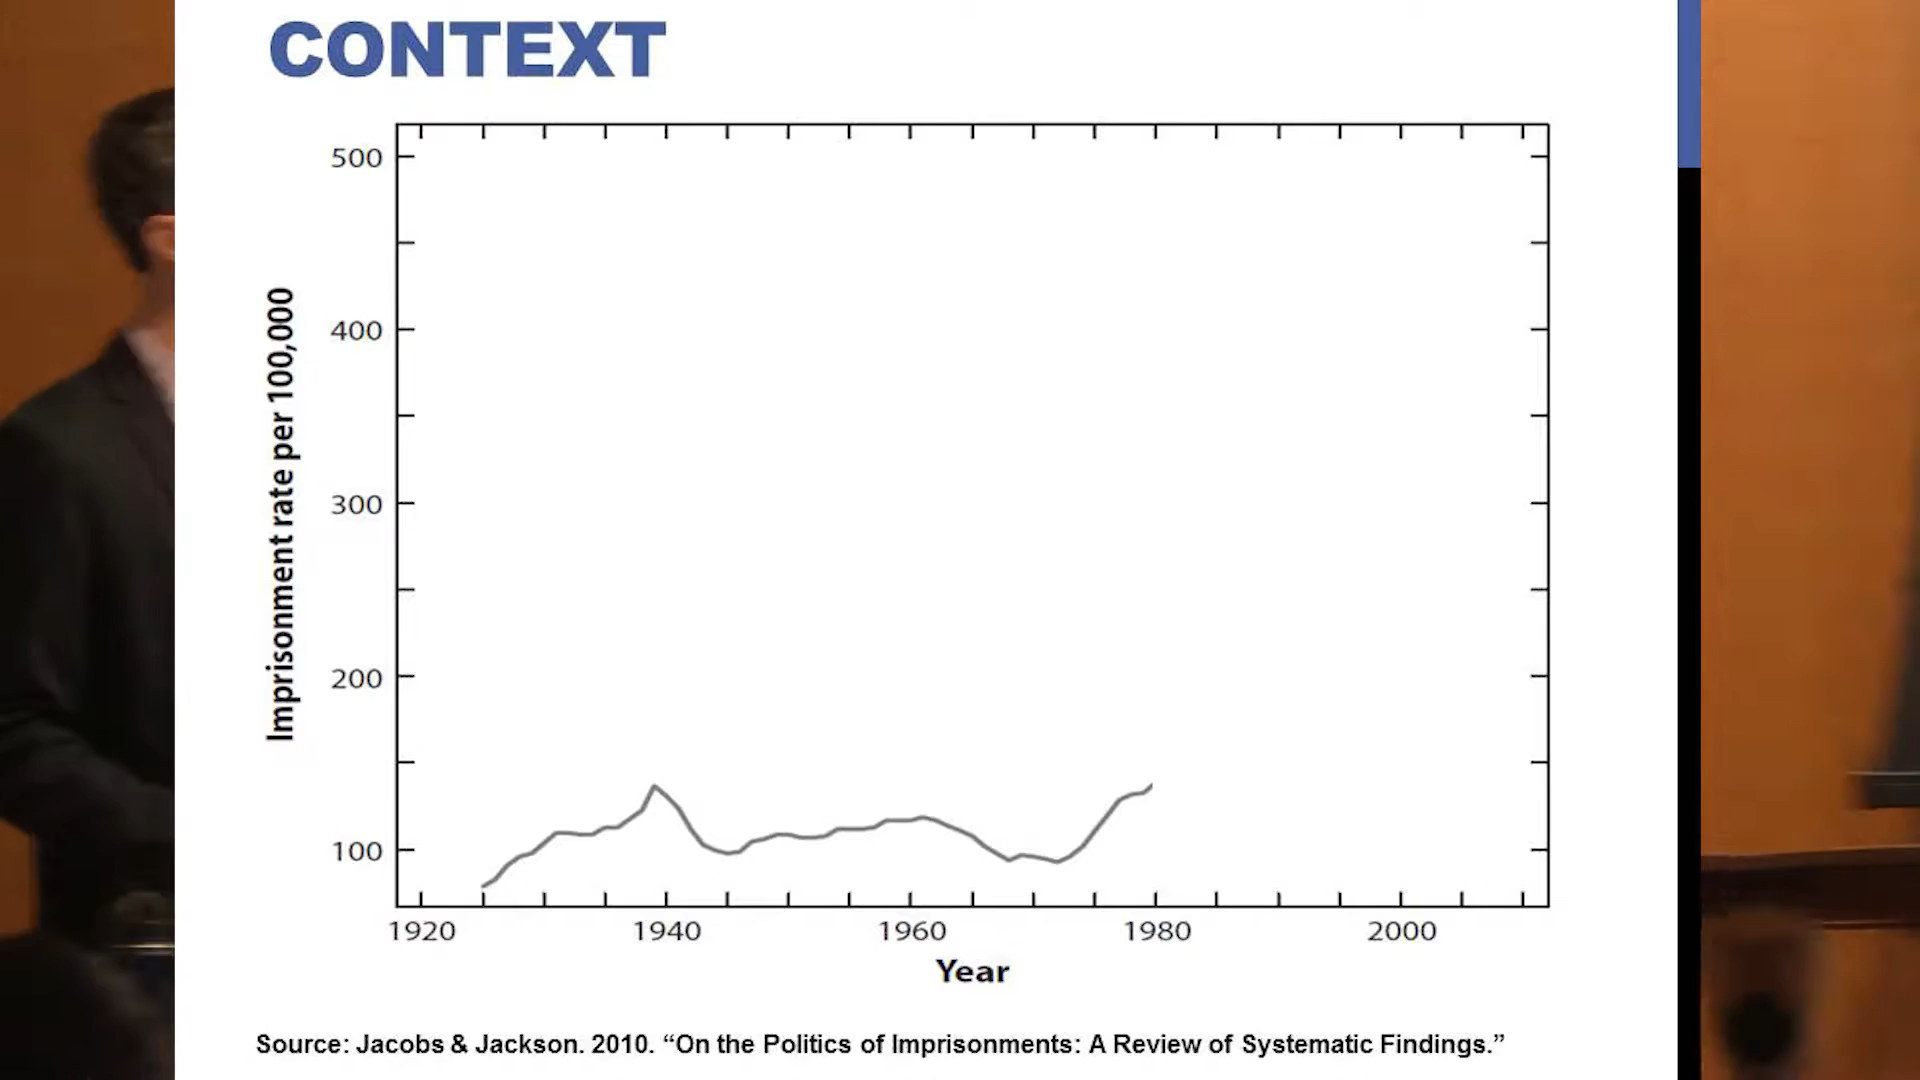 CONTEXT
500
400
300
200
100
Imprisonment rate per 100,000
1920 1940 1960 1980 2000
Year
Source: Jacobs & Jackson. 2010. “On the Politics of Imprisonments: A Review of Systematic Findings.”